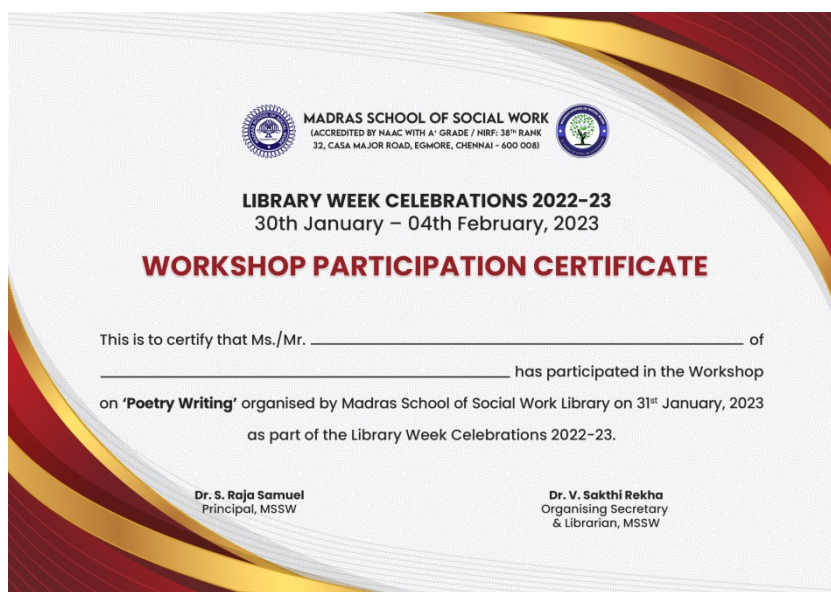 MADRAS SCHOOL OF SOCIAL WORK
(ACCREDITED BY NAAC WITH A+ GRADE / NIRF: 38TH RANK
32, CASA MAJOR ROAD, EGMORE, CHENNAI - 600 008)
LIBRARY WEEK CELEBRATIONS 2022-23
30th January – 04th February, 2023
WORKSHOP PARTICIPATION CERTIFICATE
This is to certify that Ms./Mr. ______ of
______ has participated in the Workshop
on ‘Poetry Writing’ organised by Madras School of Social Work Library on 31st January, 2023
as part of the Library Week Celebrations 2022-23.
Dr. S. Raja Samuel
Principal, MSSW
Dr. V. Sakthi Rekha
Organising Secretary
& Librarian, MSSW